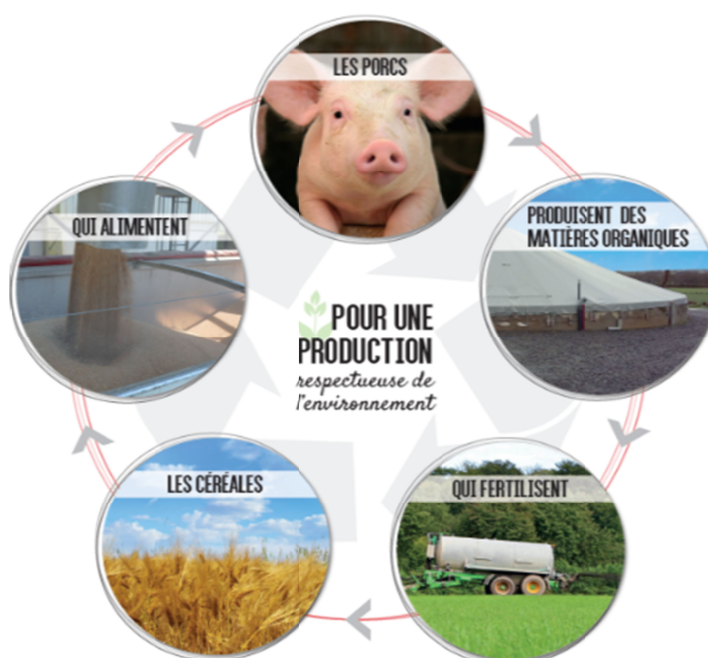 LES PORCS
PRODUISENT DES
MATIÈRES ORGANIQUES
QUI FERTILISENT
LES CÉRÉALES
QUI ALIMENTENT
POUR UNE
PRODUCTION
respectueuse de
l'environnement